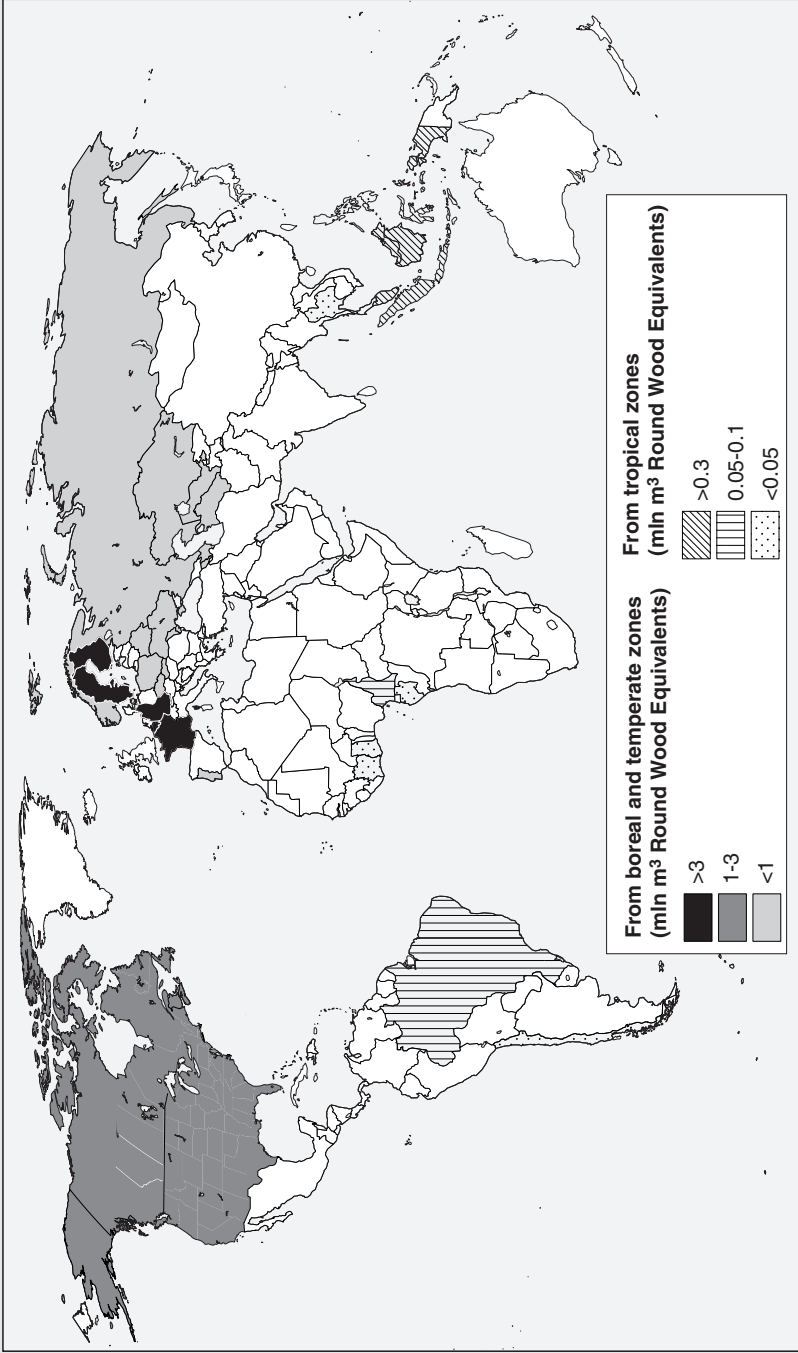 From boreal and temperate zones
(mln m³ Round Wood Equivalents)
>3
1-3
<1
From tropical zones
(mln m³ Round Wood Equivalents)
>0.3
0.05-0.1
<0.05